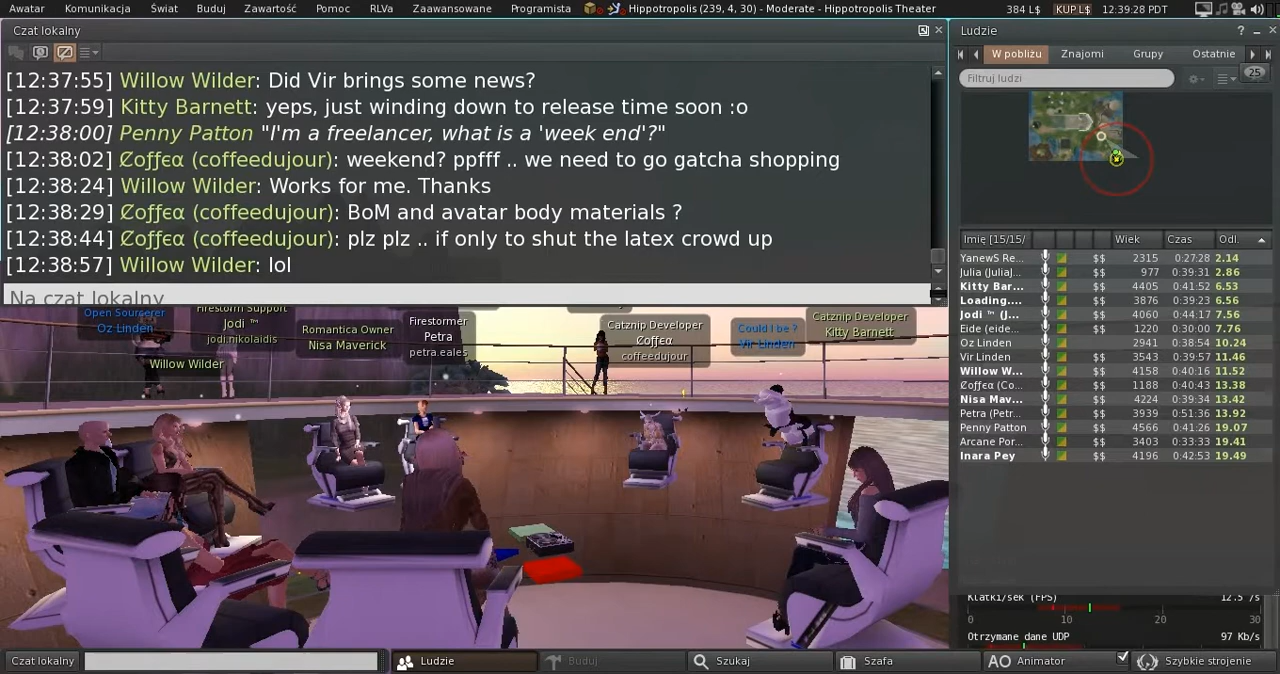 Awatar Komunikacja Świat Buduj Zawartość Pomoc RLVa Zaawansowane Programista Hippotropolis (239, 4, 30) - Moderate - Hippotropolis Theater 384 L$ KUP L$ 12:39:28 PDT
Czat lokalny
[12:37:55] Willow Wilder: Did Vir brings some news?
[12:37:59] Kitty Barnett: yeps, just winding down to release time soon :o
[12:38:00] Penny Patton "I'm a freelancer, what is a 'week end'?"
[12:38:02] Ȼσƒƒєα (coffeedujour): weekend? ppfff .. we need to go gatcha shopping
[12:38:24] Willow Wilder: Works for me. Thanks
[12:38:29] Ȼσƒƒєα (coffeedujour): BoM and avatar body materials ?
[12:38:44] Ȼσƒƒєα (coffeedujour): plz plz .. if only to shut the latex crowd up
[12:38:57] Willow Wilder: lol
Na czat lokalny
Open Sourcerer
Oz Linden
Firestorm Support
Jodi ™
jodi.nikolaidis
Willow Wilder
Romantica Owner
Nisa Maverick
Firestormer
Petra
petra.eales
Catznip Developer
Ȼσƒƒєα
coffeedujour
Could I be ?
Vir Linden
Catznip Developer
Kitty Barnett
Ludzie
W pobliżu Znajomi Grupy Ostatnie
Filtruj ludzi
25
Imię [15/15/ Wiek Czas Odl.
YanewS Re... $$ 2315 0:27:28 2.14
Julia (JuliaJ... $$ 977 0:39:31 2.86
Kitty Bar... $$ 4405 0:41:52 6.53
Loading.... $$ 3876 0:39:23 6.56
Jodi ™ (J... $$ 4060 0:44:17 7.56
Eide (eide... $$ 1220 0:30:00 7.76
Oz Linden 2941 0:38:54 10.24
Vir Linden $$ 3543 0:39:57 11.46
Willow W... $$ 4158 0:40:16 11.52
Ȼσƒƒєα (Co... $$ 1188 0:40:43 13.38
Nisa Mav... $$ 4224 0:39:34 13.42
Petra (Petr... $$ 3939 0:51:36 13.92
Penny Patton $$ 4566 0:41:26 19.07
Arcane Por... $$ 3403 0:33:33 19.41
Inara Pey $$ 4196 0:42:53 19.49
Klatki/sek (FPS) 12.5 /s
0 10 20 30
Otrzymane dane UDP 97 Kb/s
Czat lokalny Ludzie Buduj Szukaj Szafa AO Animator Szybkie strojenie